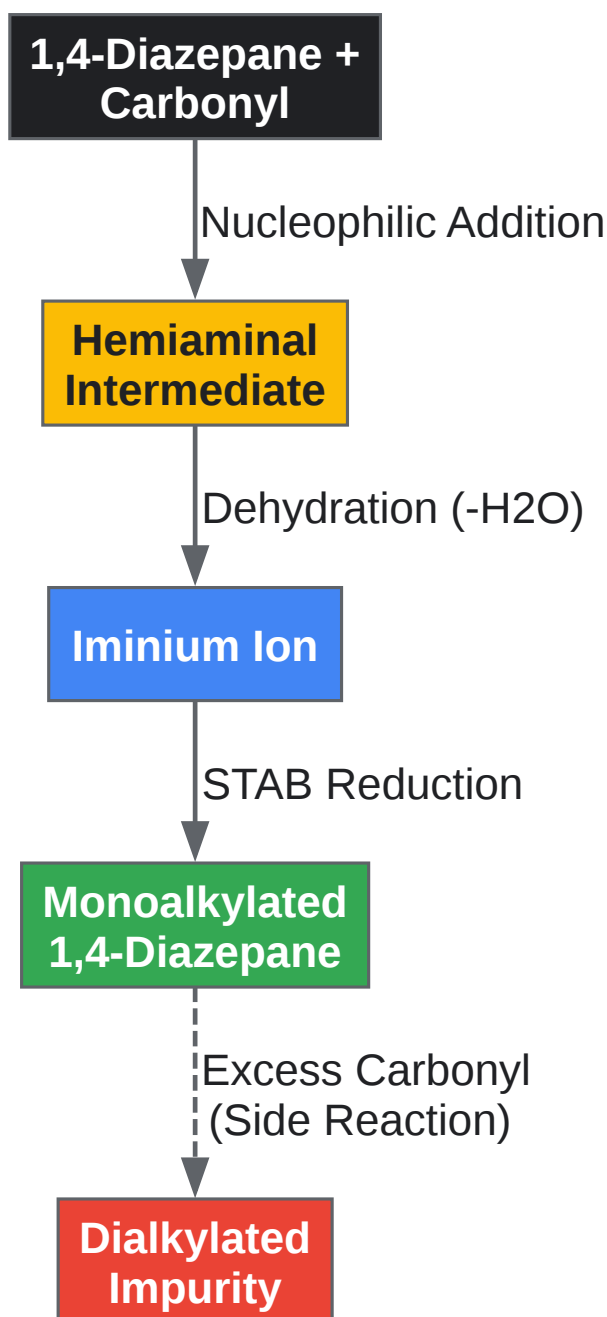 1,4-Diazepane +
Carbonyl
Nucleophilic Addition
Hemiaminal
Intermediate
Dehydration (-H2O)
Iminium Ion
STAB Reduction
Monoalkylated
1,4-Diazepane
Excess Carbonyl
(Side Reaction)
Dialkylated
Impurity